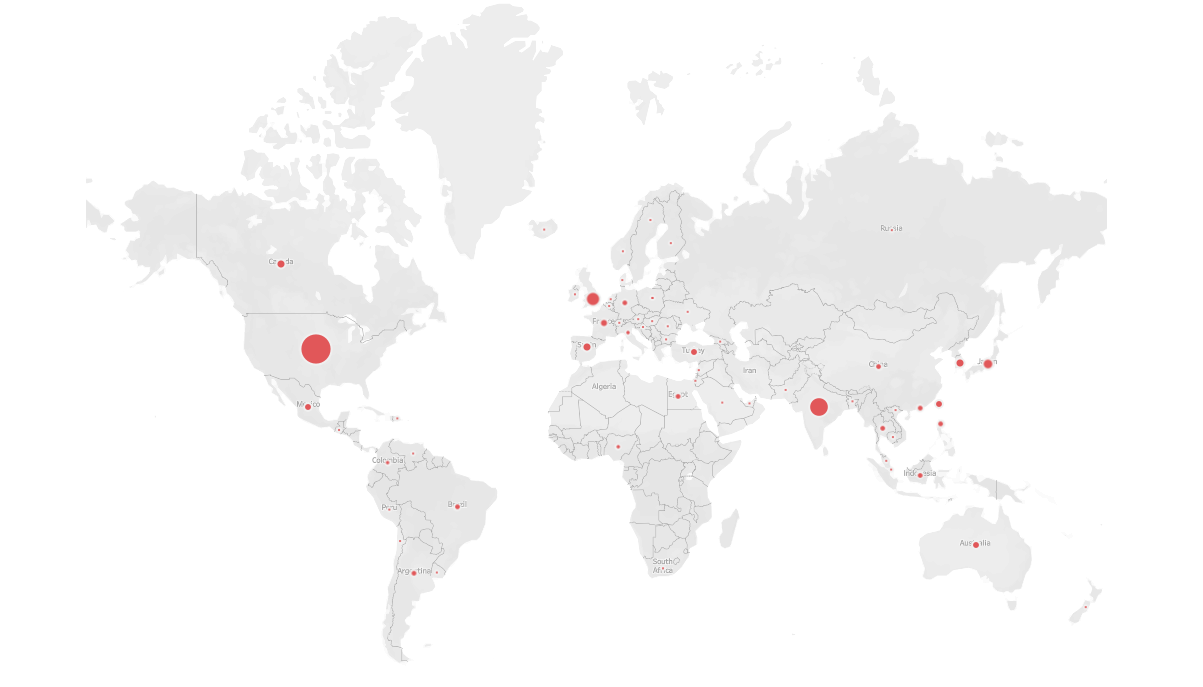 Russia
Canada
France
Spain
Turkey
Japan
China
Iran
Algeria
Egypt
Mexico
Colombia
Indonesia
Brazil
Peru
Australia
South
Africa
Argentina